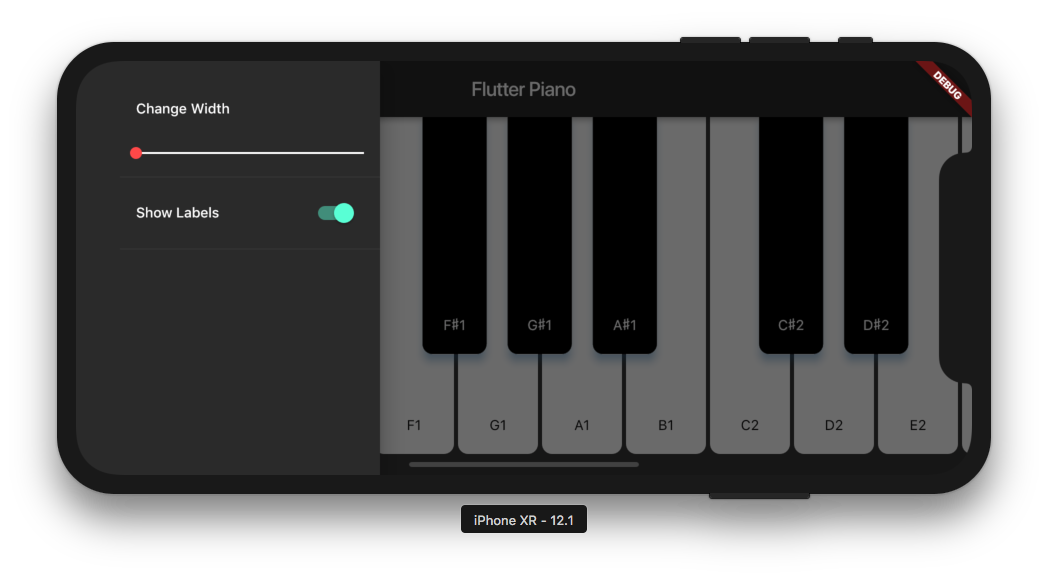 Change Width
Show Labels
Flutter Piano
DEBUG
F♯1 G♯1 A♯1 C♯2 D♯2
F1 G1 A1 B1 C2 D2 E2
iPhone XR - 12.1